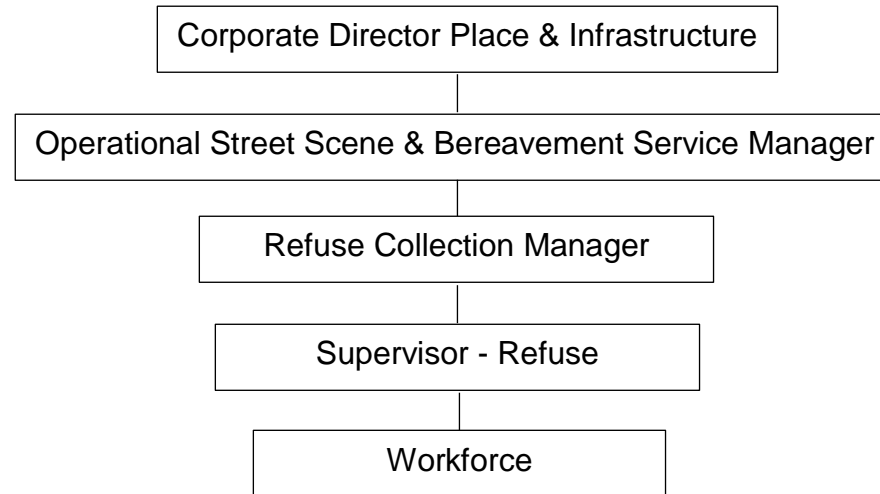 Corporate Director Place & Infrastructure
Operational Street Scene & Bereavement Service Manager
Refuse Collection Manager
Supervisor - Refuse
Workforce